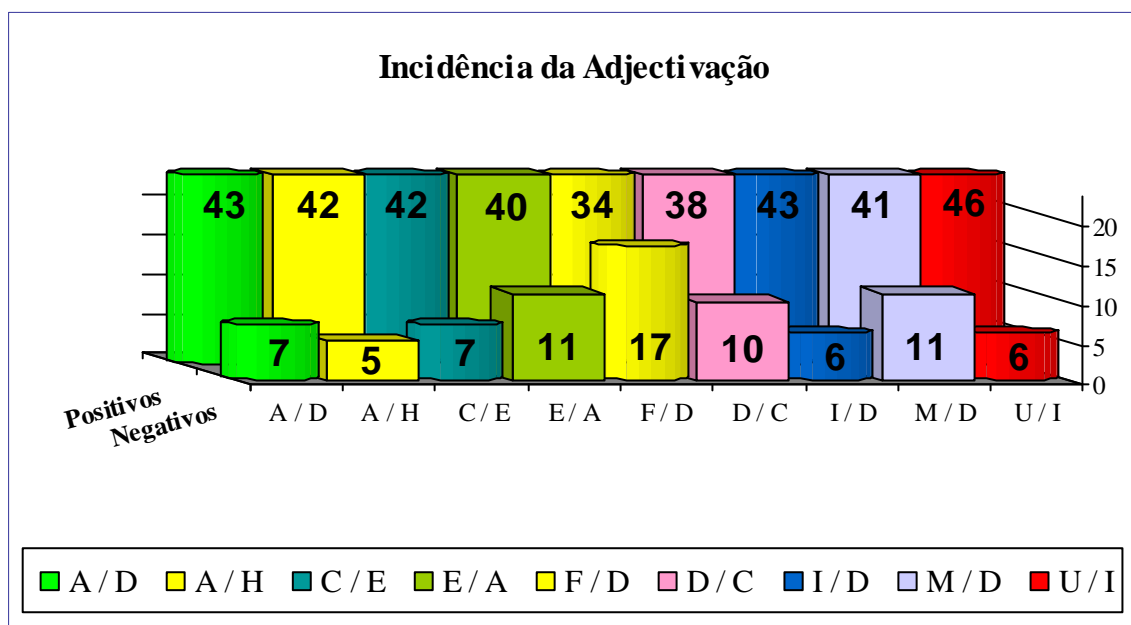 Incidência da Adjectivação
43 42 42 40 34 38 43 41 46
7 5 7 11 17 10 6 11 6
20
15
10
5
0
Positivos
Negativos
A / D A / H C / E E / A F / D D / C I / D M / D U / I
A / D A / H C / E E / A F / D D / C I / D M / D U / I